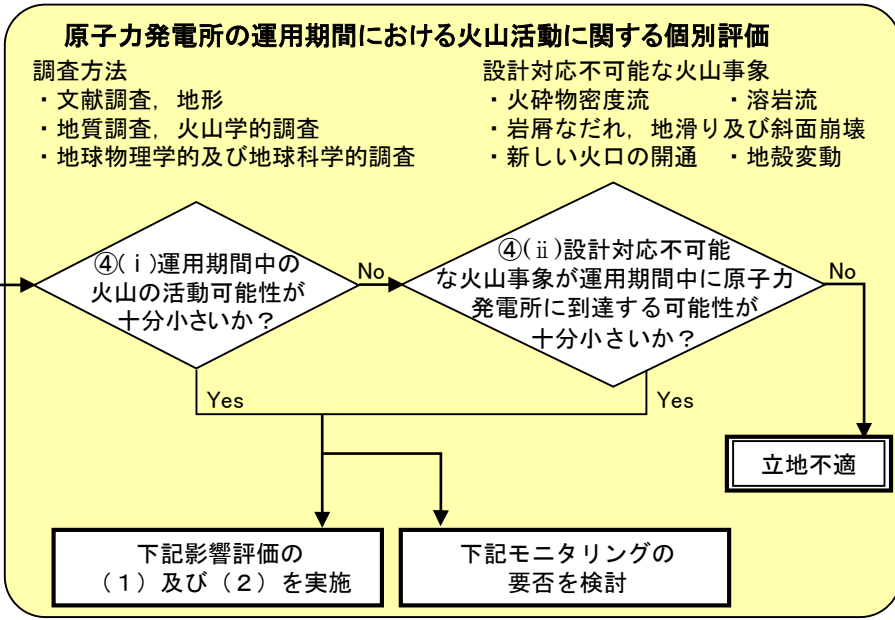 原子力発電所の運用期間における火山活動に関する個別評価
調査方法
・文献調査，地形
・地質調査，火山学的調査
・地球物理学的及び地球科学的調査
設計対応不可能な火山事象
・火砕物密度流　・溶岩流
・岩屑なだれ，地滑り及び斜面崩壊
・新しい火口の開通　・地殻変動
④(ⅰ)運用期間中の
火山の活動可能性が
十分小さいか？
No
④(ⅱ)設計対応不可能
な火山事象が運用期間中に原子力
発電所に到達する可能性が
十分小さいか？
No
Yes
Yes
立地不適
下記影響評価の
（１）及び（２）を実施
下記モニタリングの
要否を検討